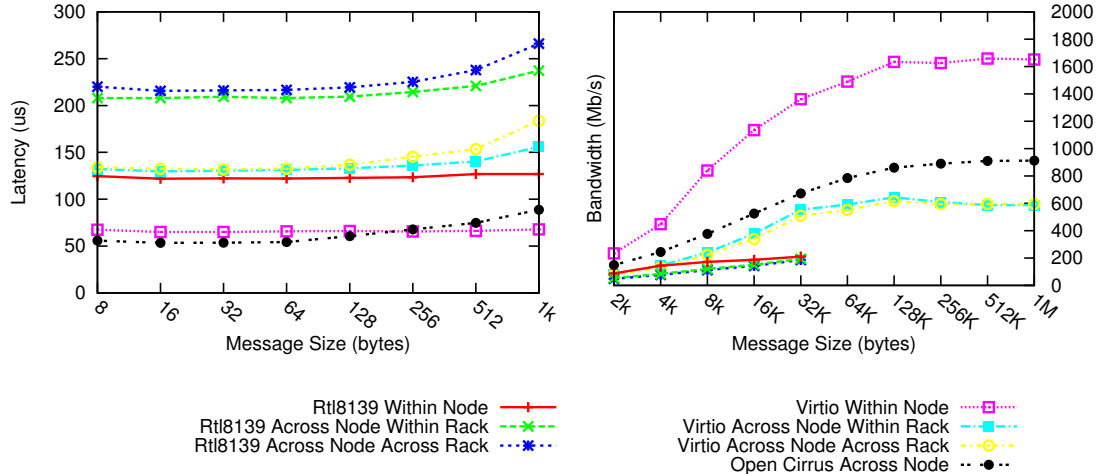 300
250
200
150
100
50
0
Latency (us)
8
16
32
64
128
256
512
1k
Message Size (bytes)
2000
1800
1600
1400
1200
1000
800
600
400
200
0
Bandwidth (Mb/s)
2k
4k
8k
16K
32K
64K
128K
256K
512K
1M
Message Size (bytes)
Rtl8139 Within Node
Rtl8139 Across Node Within Rack
Rtl8139 Across Node Across Rack
Virtio Within Node
Virtio Across Node Within Rack
Virtio Across Node Across Rack
Open Cirrus Across Node